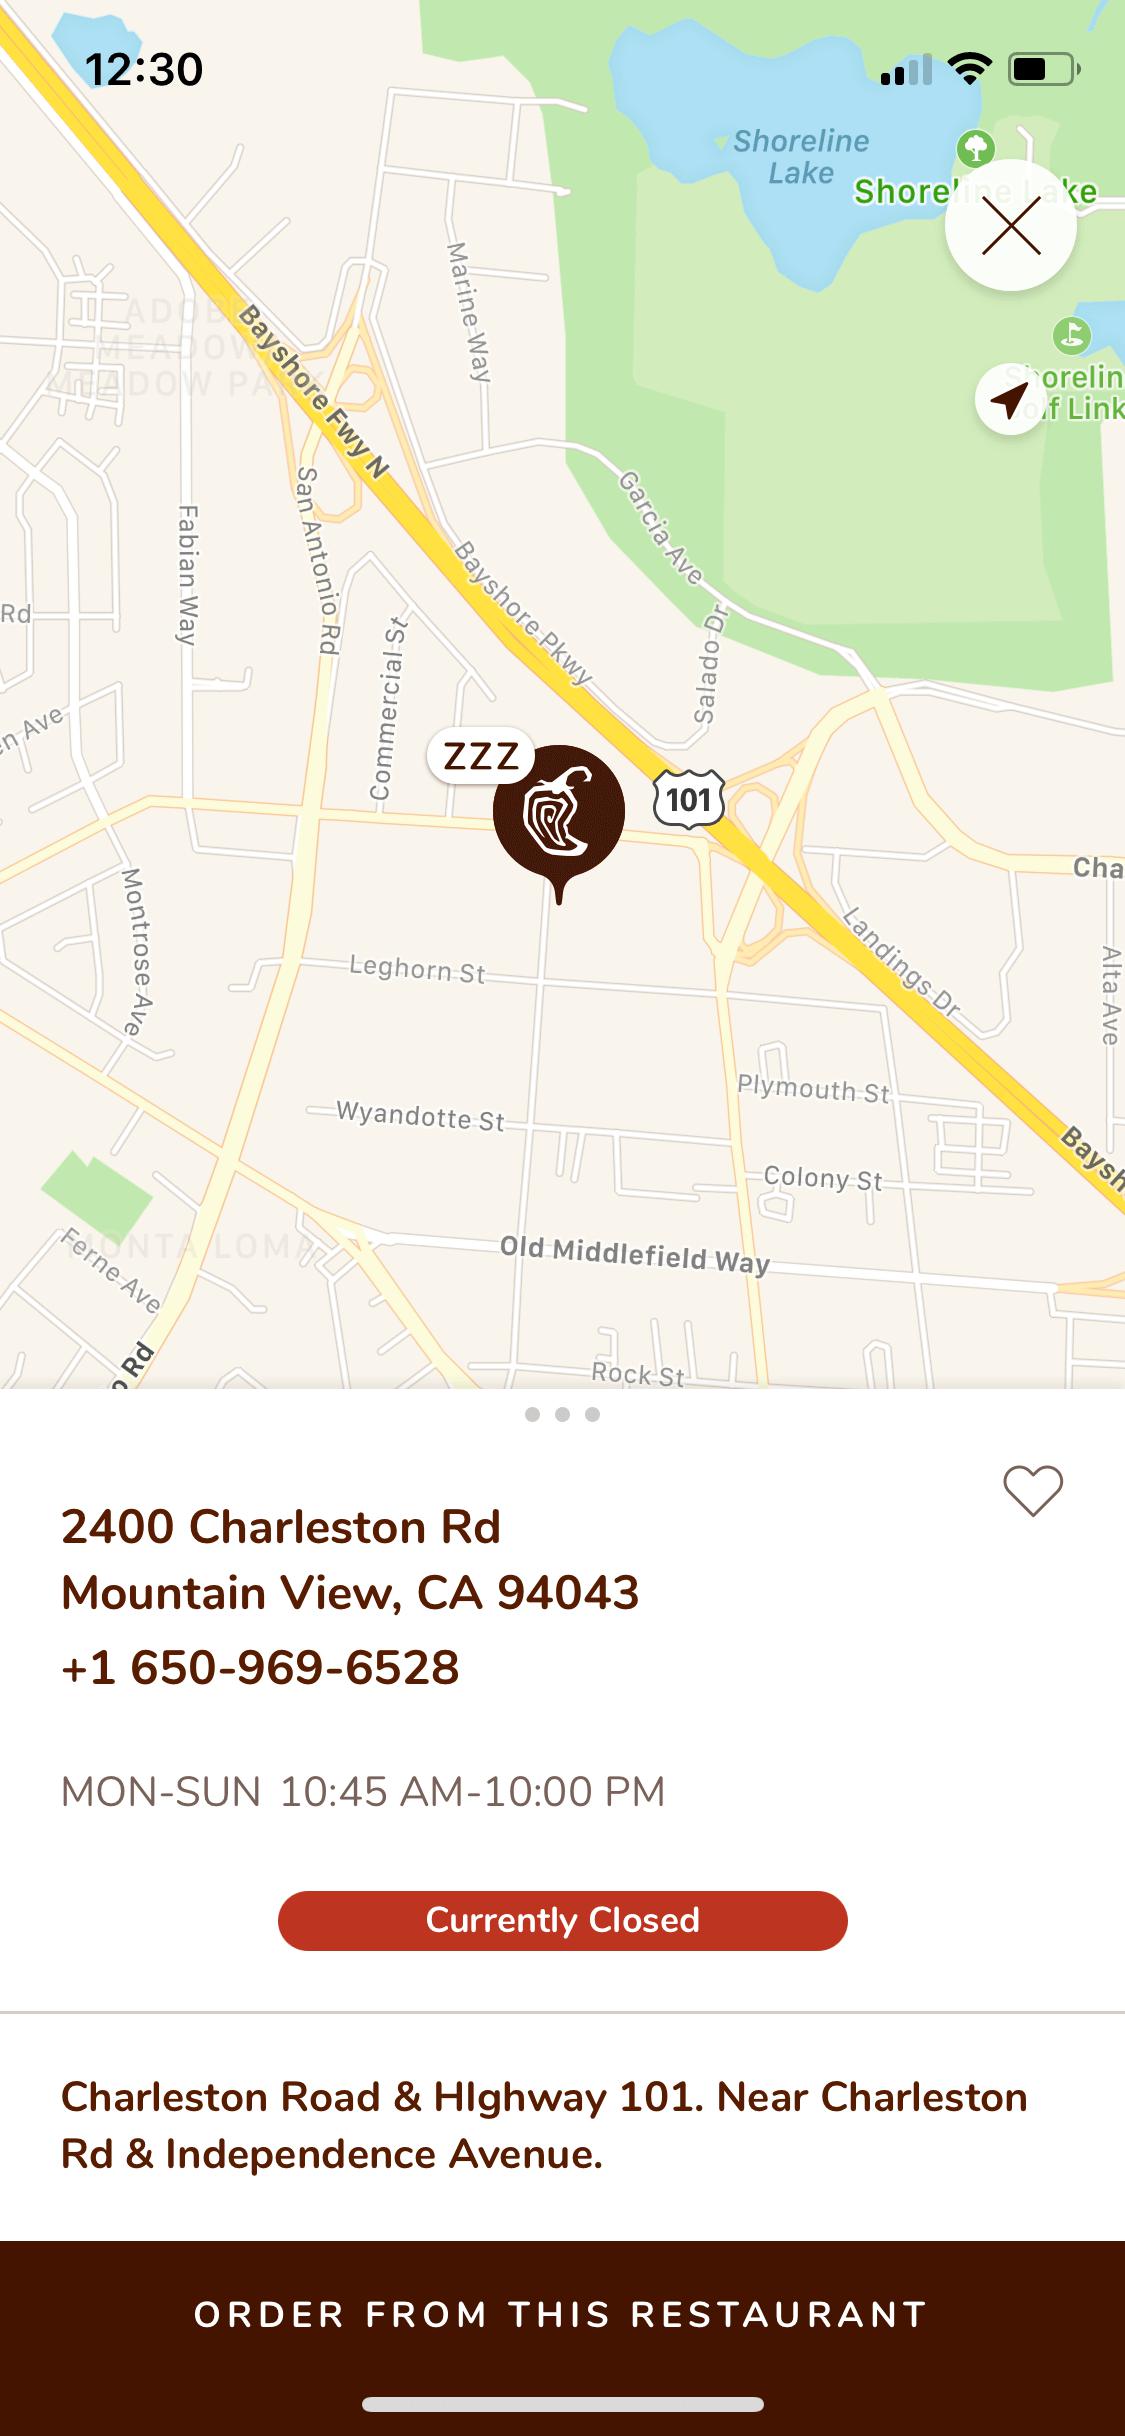 12:30
Shoreline
Lake
Shoreline Lake
Marine Way
ADOBE
MEADOW
MEADOW PARK
Bayshore Fwy N
Shorelin
olf Link
San Antonio Rd
Garcia Ave
Fabian Way
Bayshore Pkwy
Rd
Salado Dr
Commercial St
en Ave
ZZZ
101
Cha
Montrose Ave
Landings Dr
Leghorn St
Alta Ave
Plymouth St
Wyandotte St
Baysh
Colony St
MONTA LOMA
Ferne Ave
Old Middlefield Way
o Rd
Rock St
2400 Charleston Rd
Mountain View, CA 94043
+1 650-969-6528
MON-SUN 10:45 AM-10:00 PM
Currently Closed
Charleston Road & HIghway 101. Near Charleston
Rd & Independence Avenue.
ORDER FROM THIS RESTAURANT